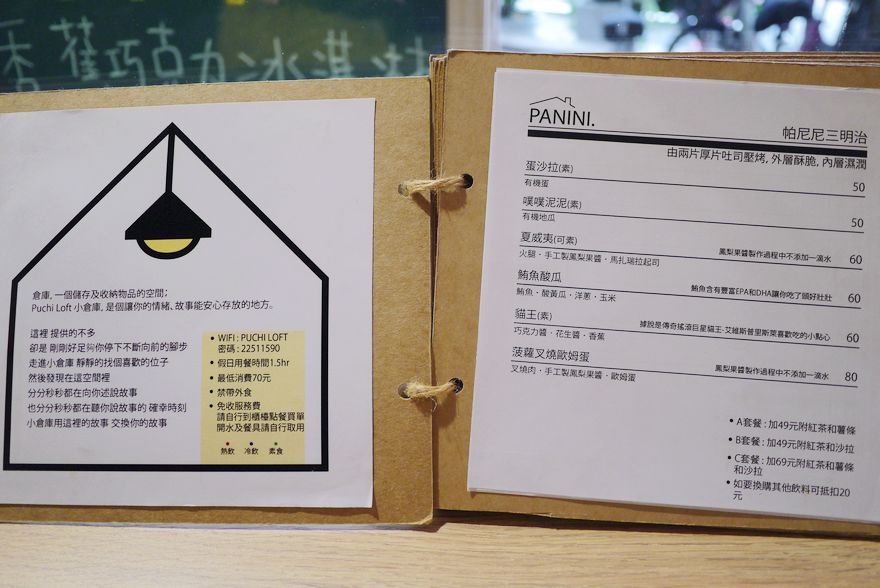 香蕉巧克力冰淇
倉庫, 一個儲存及收納物品的空間；
Puchi Loft 小倉庫, 是個讓你的情緒、故事能安心存放的地方。
這裡 提供的不多
卻是 剛剛好足夠你停下不斷向前的腳步
走進小倉庫 靜靜的找個喜歡的位子
然後發現在這空間裡
分分秒秒都在向你述說故事
也分分秒秒都在聽你說故事的 確幸時刻
小倉庫用這裡的故事 交換你的故事
• WIFI : PUCHI LOFT
密碼 : 22511590
• 假日用餐時間1.5hr
• 最低消費70元
• 禁帶外食
• 免收服務費
請自行到櫃檯點餐買單
開水及餐具請自行取用
熱飲 冷飲 素食
PANINI.
帕尼尼三明治
由兩片厚片吐司壓烤, 外層酥脆, 內層濕潤
蛋沙拉(素) 50
有機蛋
噗噗泥泥(素) 50
有機地瓜
夏威夷(可素) 鳳梨果醬製作過程中不添加一滴水 60
火腿・手工製鳳梨果醬・馬扎瑞拉起司
鮪魚酸瓜 鮪魚含有豐富EPA和DHA讓你吃了頭好壯壯 60
鮪魚・酸黃瓜・洋蔥・玉米
貓王(素) 據說是傳奇搖滾巨星貓王-艾維斯普里斯萊喜歡吃的小點心 60
巧克力醬・花生醬・香蕉
菠蘿叉燒歐姆蛋 鳳梨果醬製作過程中不添加一滴水 80
叉燒肉・手工製鳳梨果醬・歐姆蛋
• A套餐 : 加49元附紅茶和薯條
• B套餐 : 加49元附紅茶和沙拉
• C套餐 : 加69元附紅茶和薯條
和沙拉
• 如要換購其他飲料可抵扣20
元